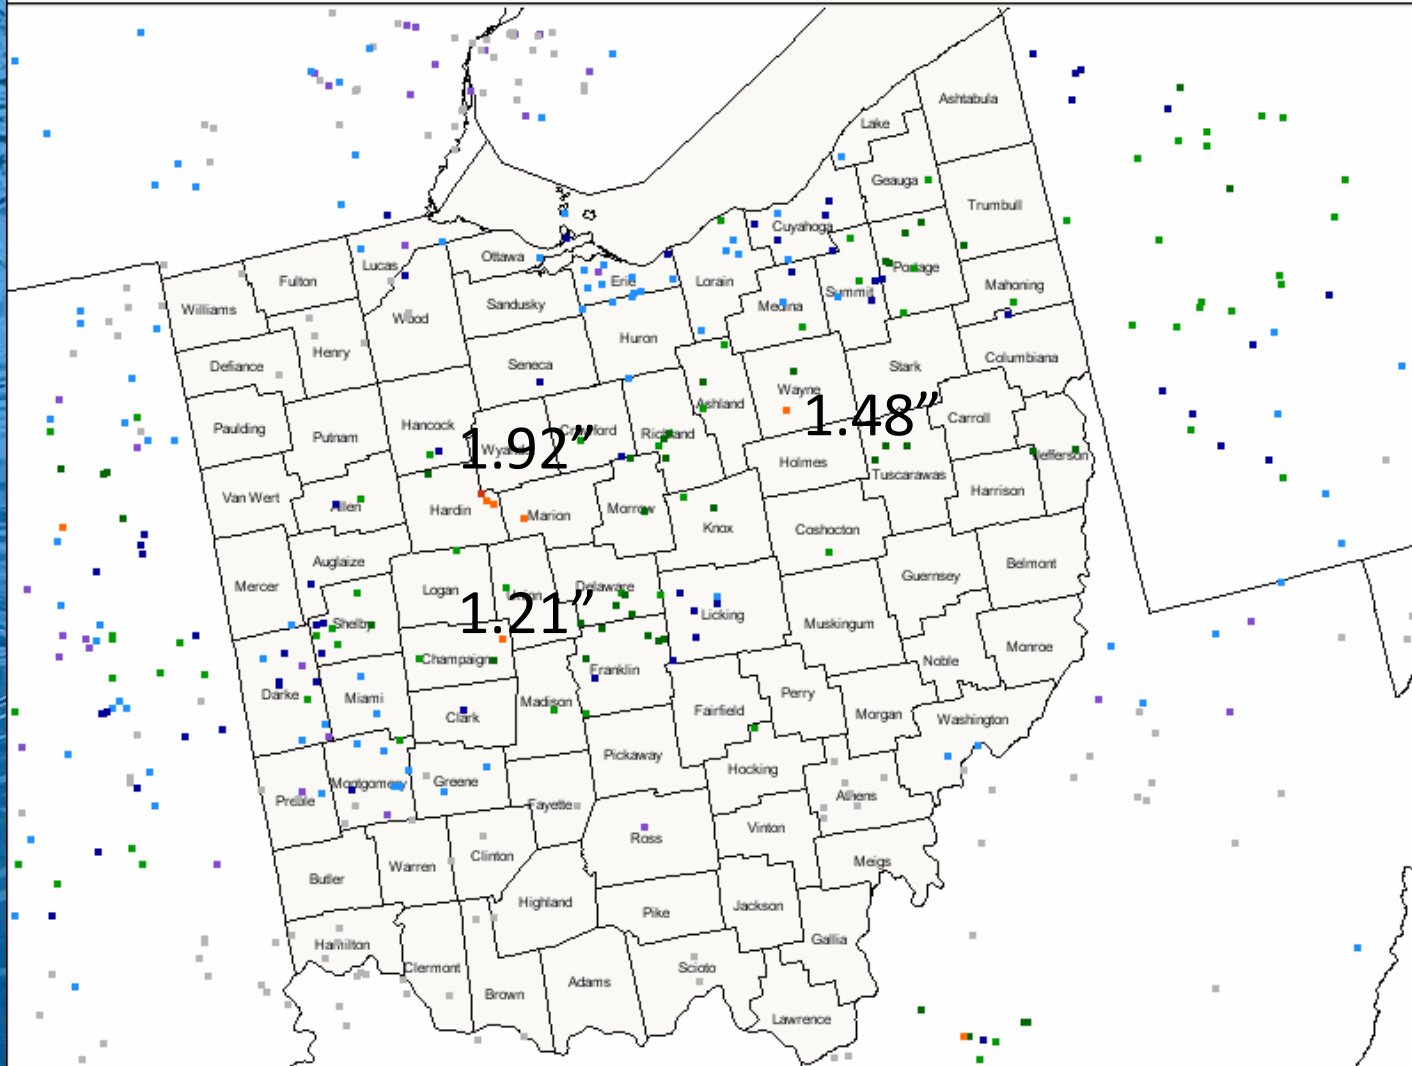 Ashtabula
Lake
Geauga
Trumbull
Cuyahoga
Ottawa
Lucas
Fulton
Erie
Lorain
Portage
Mahoning
Williams
Sandusky
Medina
Summit
Wood
Huron
Henry
Seneca
Stark
Columbiana
Defiance
Wayne
Ashland
1.48”
Carroll
Hancock
Crawford
Richland
Paulding
Putnam
1.92”
Holmes
Jefferson
Tuscarawas
Harrison
Van Wert
Allen
Hardin
Marion
Morrow
Knox
Coshocton
Auglaize
Mercer
Logan
Union
Delaware
Guernsey
Belmont
1.21”
Licking
Muskingum
Shelby
Monroe
Champaign
Franklin
Noble
Darke
Miami
Madison
Perry
Clark
Fairfield
Morgan
Washington
Pickaway
Hocking
Montgomery
Greene
Preble
Fayette
Athens
Ross
Vinton
Clinton
Meigs
Warren
Butler
Highland
Pike
Jackson
Hamilton
Gallia
Clermont
Scioto
Adams
Brown
Lawrence